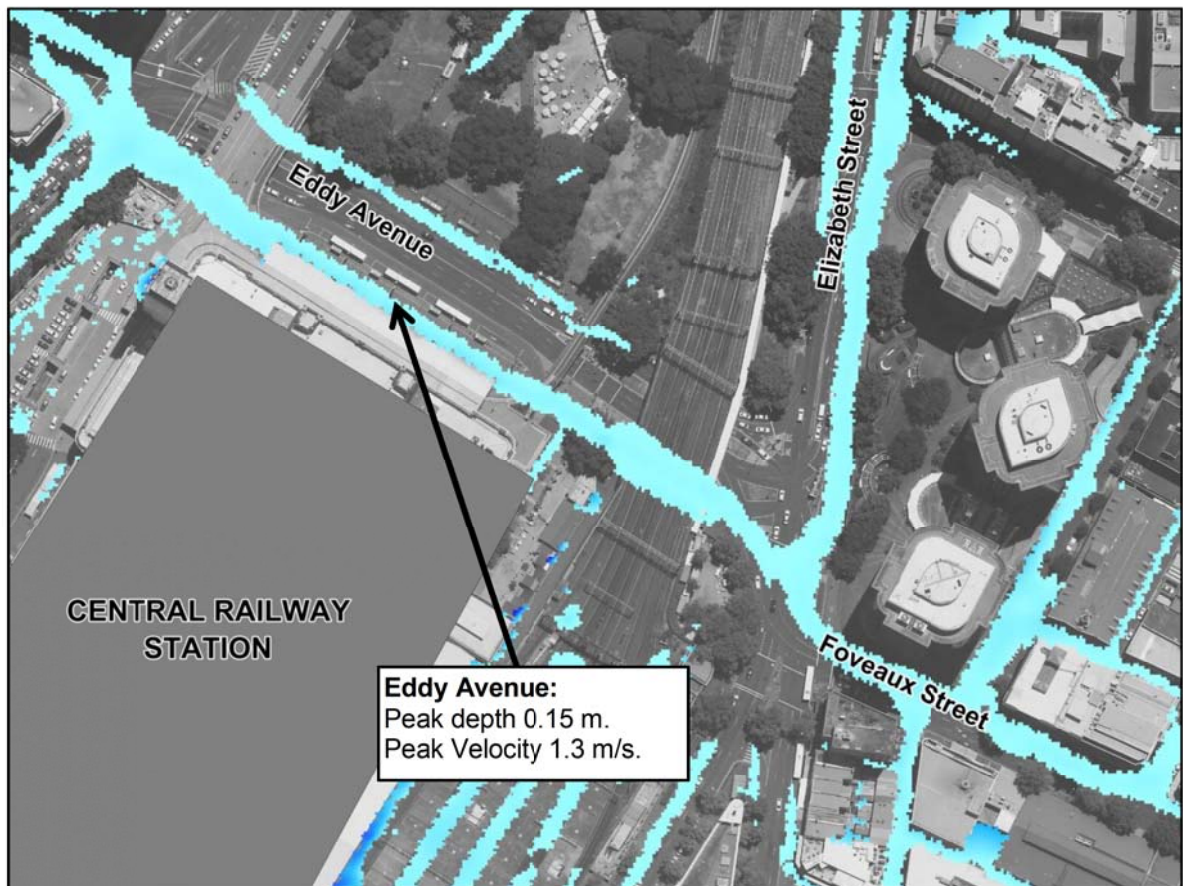 Eddy Avenue
Elizabeth Street
CENTRAL RAILWAY
STATION
Foveaux Street
Eddy Avenue:
Peak depth 0.15 m.
Peak Velocity 1.3 m/s.